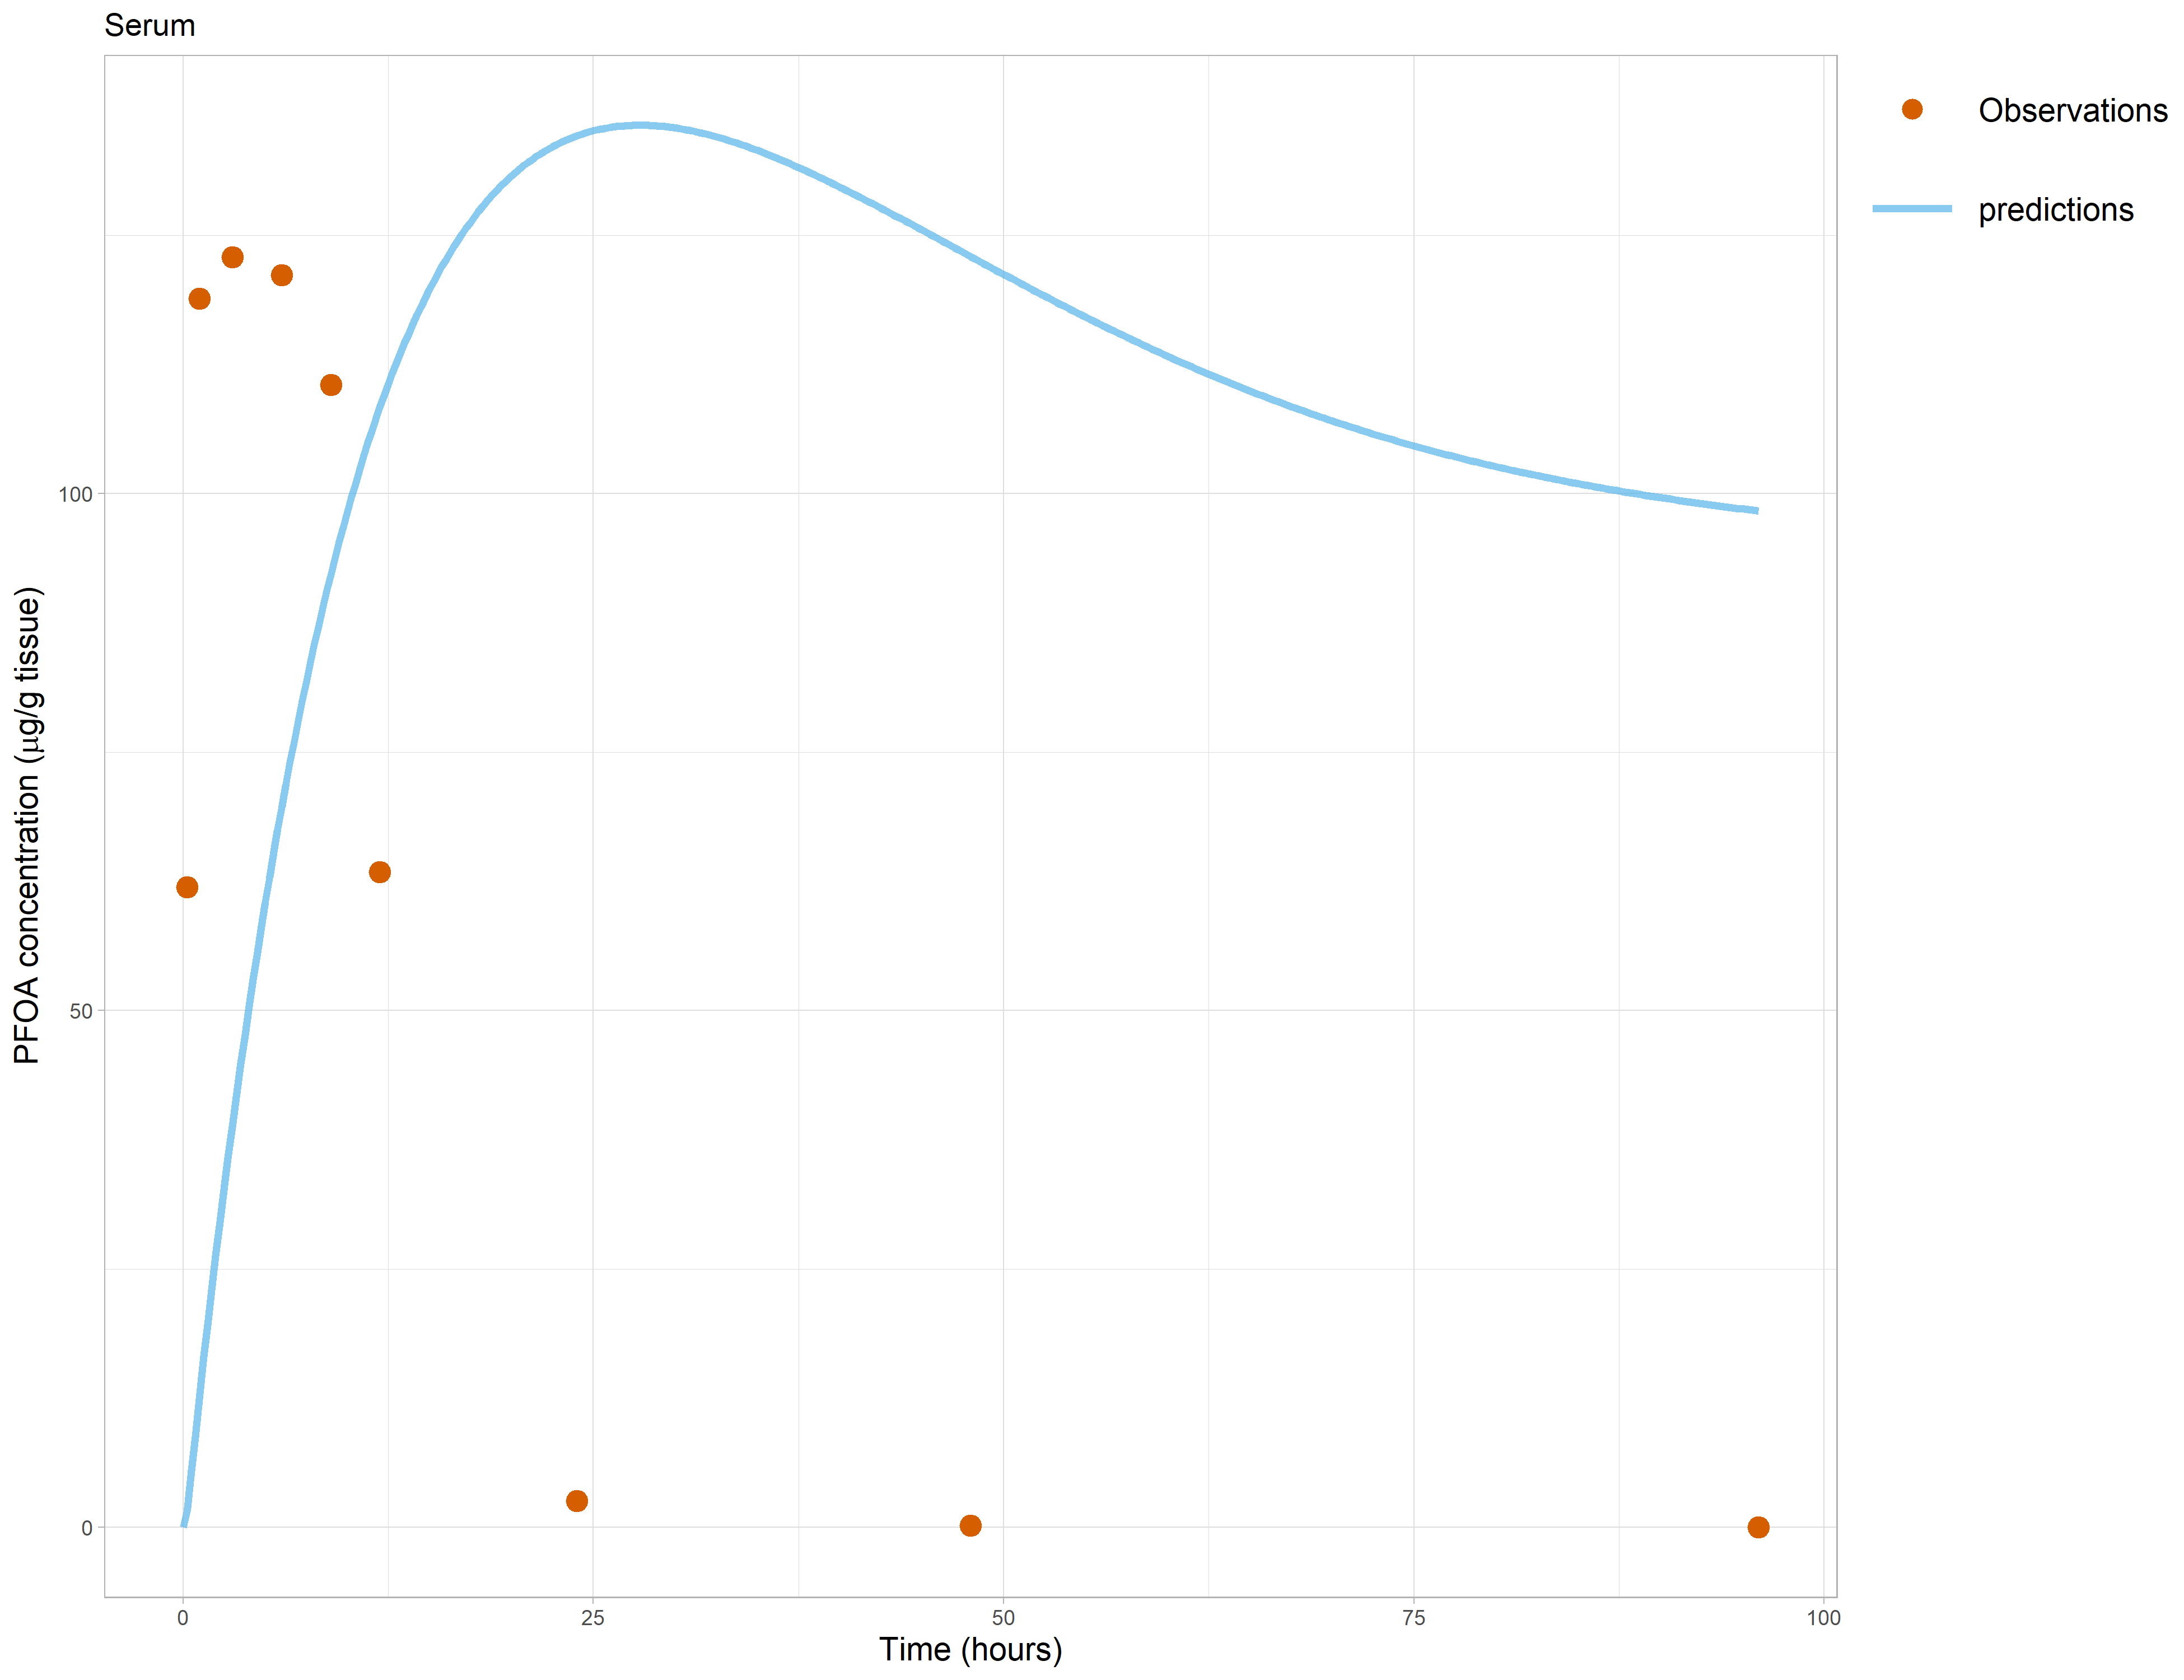 Serum
Observations
predictions
PFOA concentration (μg/g tissue)
100
50
0
0 25 50 75 100
Time (hours)